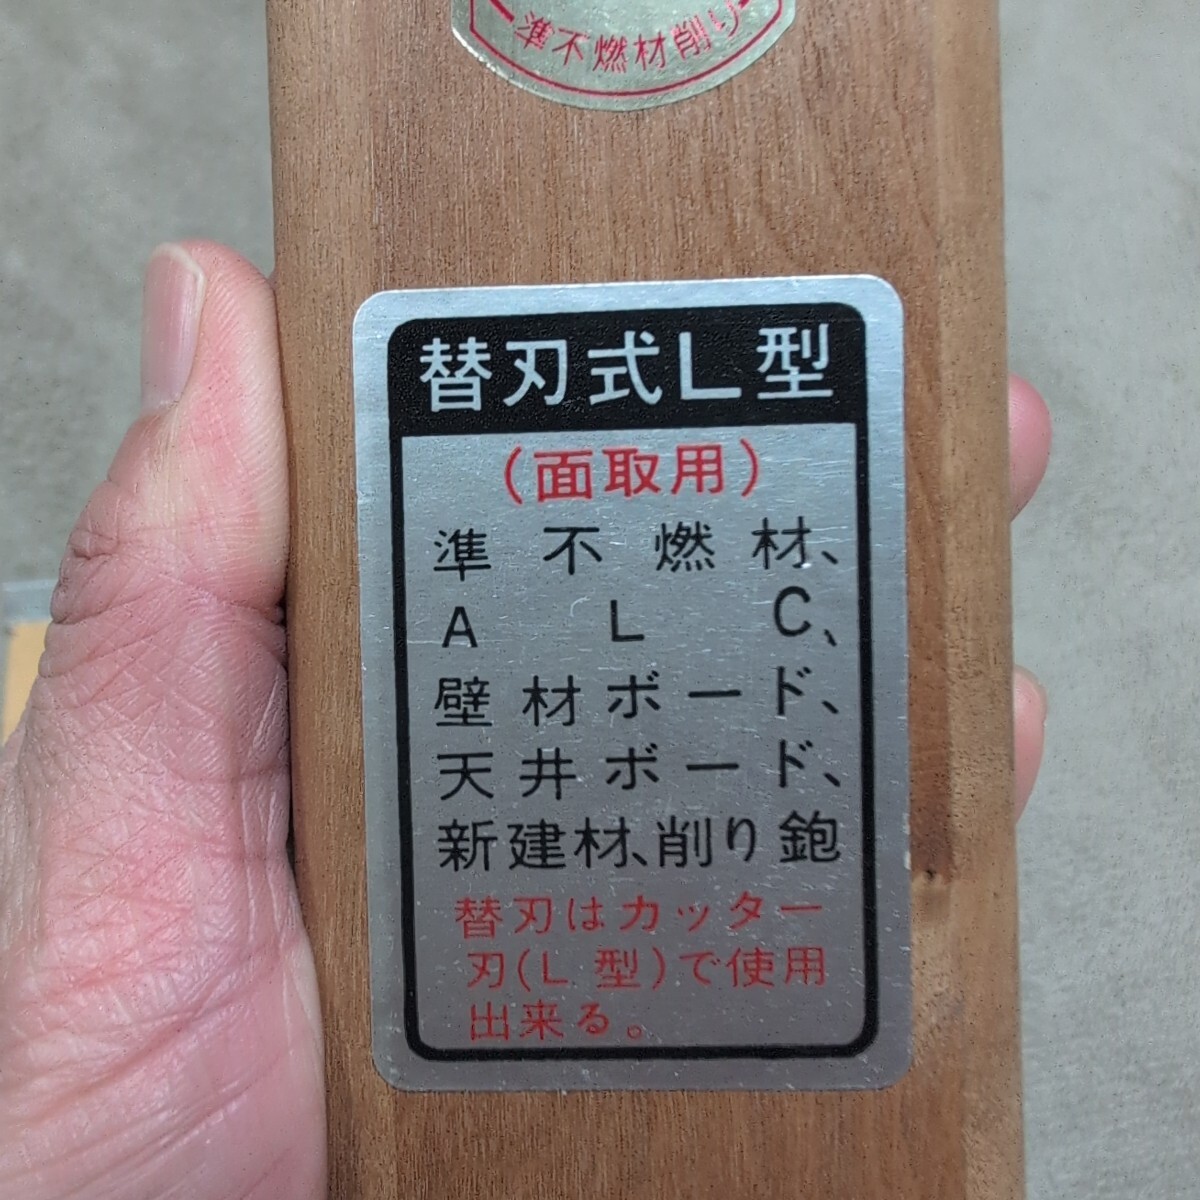 準不燃材削り
替刃式L型
(面取用)
準不燃材、
ALC、
壁材ボード、
天井ボード、
新建材、削り鉋
替刃はカッター
刃(L型)で使用
出来る。